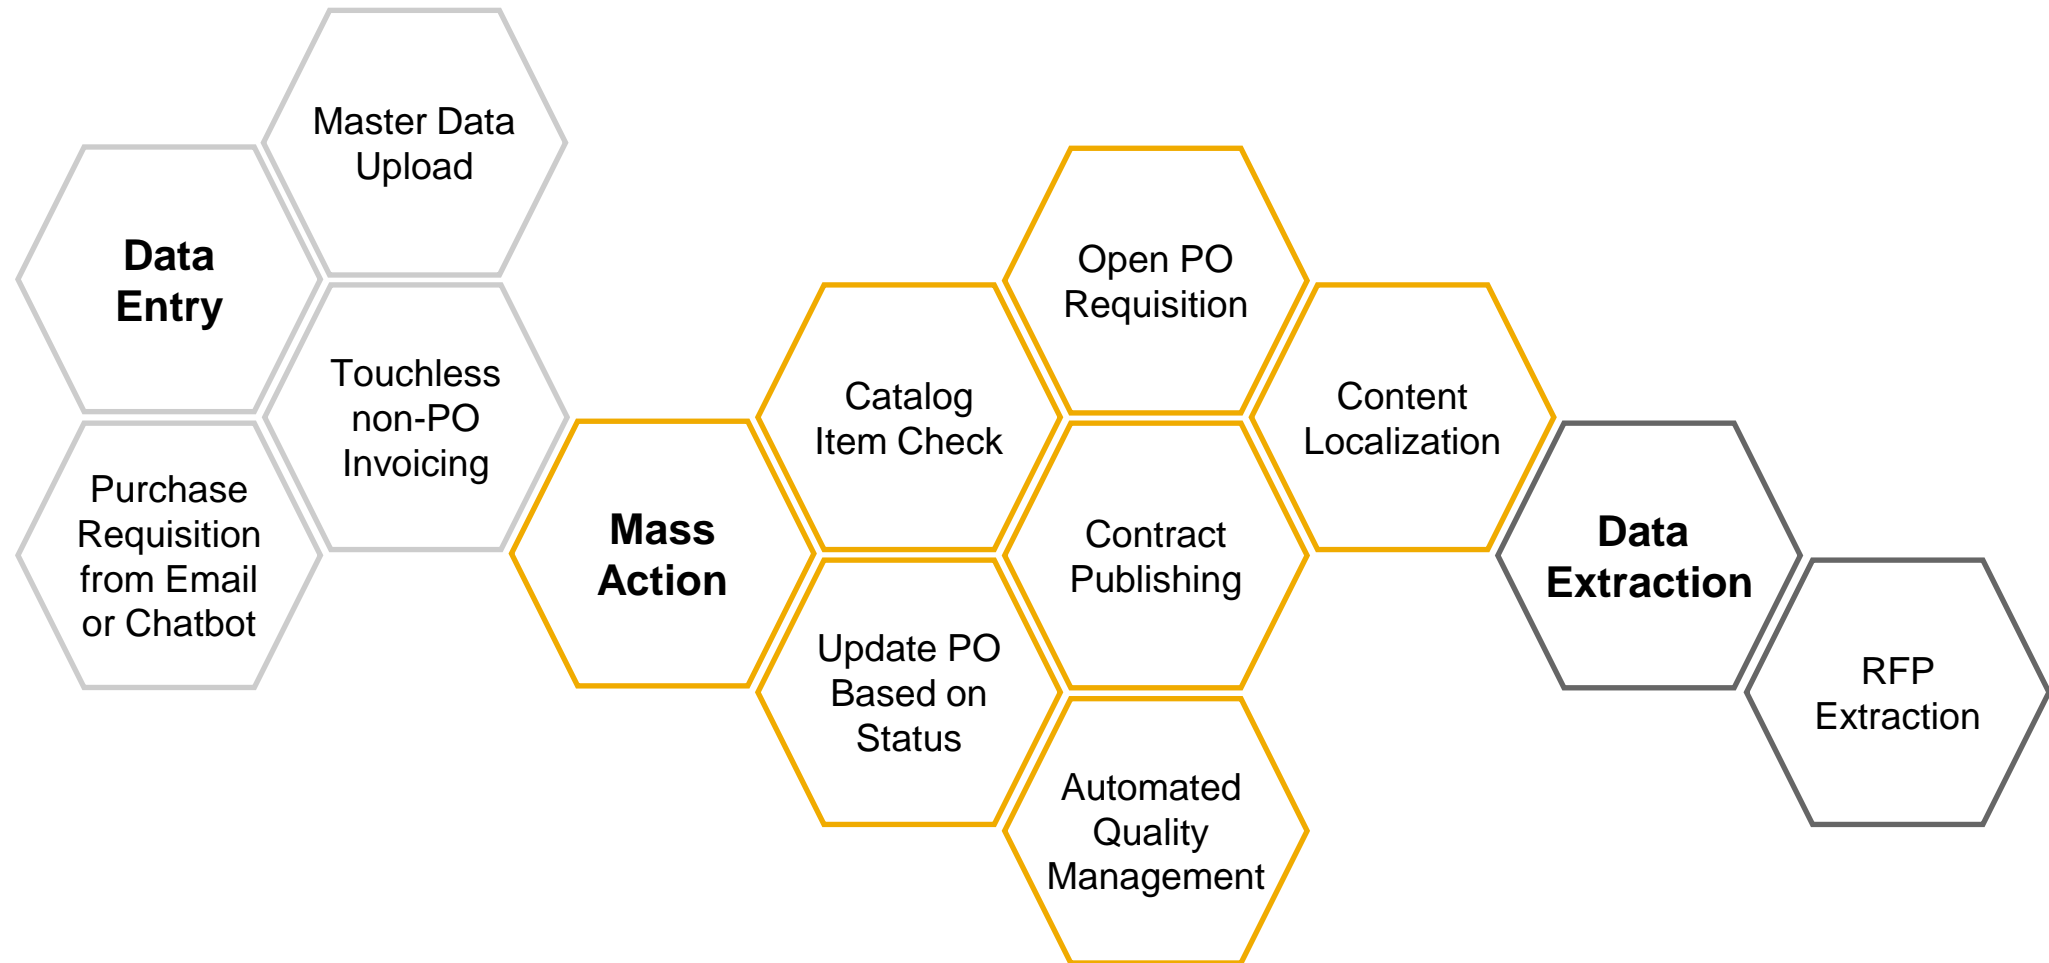 Master Data
Upload
Data
Entry
Touchless
non-PO
Invoicing
Purchase
Requisition
from Email
or Chatbot
Mass
Action
Catalog
Item Check
Open PO
Requisition
Content
Localization
Contract
Publishing
Update PO
Based on
Status
Automated
Quality
Management
Data
Extraction
RFP
Extraction